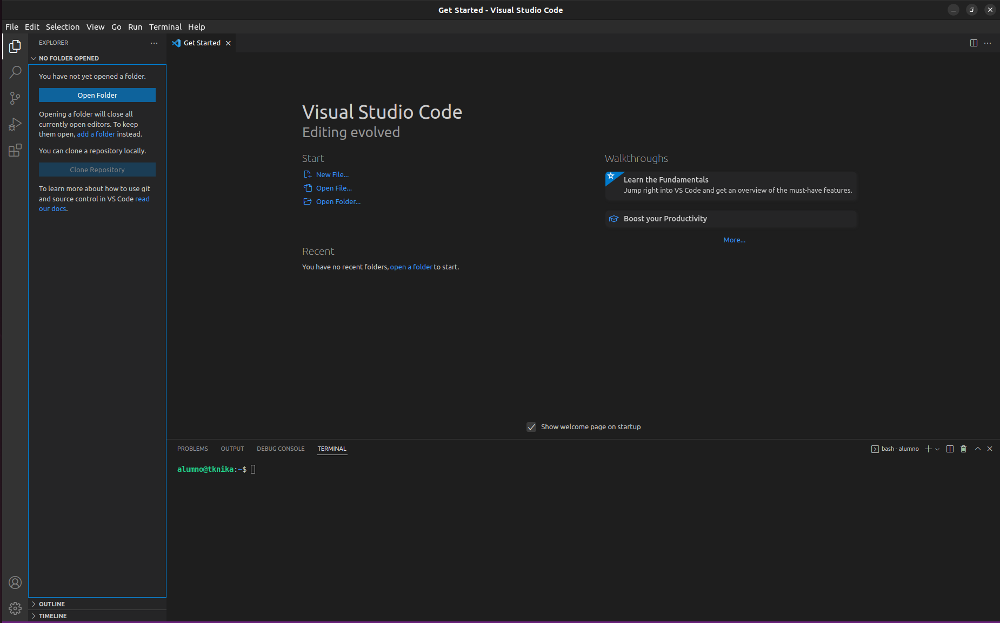 Get Started - Visual Studio Code
File Edit Selection View Go Run Terminal Help
EXPLORER
NO FOLDER OPENED
You have not yet opened a folder.
Open Folder
Opening a folder will close all
currently open editors. To keep
them open, add a folder instead.
You can clone a repository locally.
Clone Repository
To learn more about how to use git
and source control in VS Code read
our docs.
OUTLINE
TIMELINE
Get Started
Visual Studio Code
Editing evolved
Start
New File...
Open File...
Open Folder...
Recent
You have no recent folders, open a folder to start.
Walkthroughs
Learn the Fundamentals
Jump right into VS Code and get an overview of the must-have features.
Boost your Productivity
More...
Show welcome page on startup
PROBLEMS OUTPUT DEBUG CONSOLE TERMINAL
bash - alumno
alumno@tknika:~$